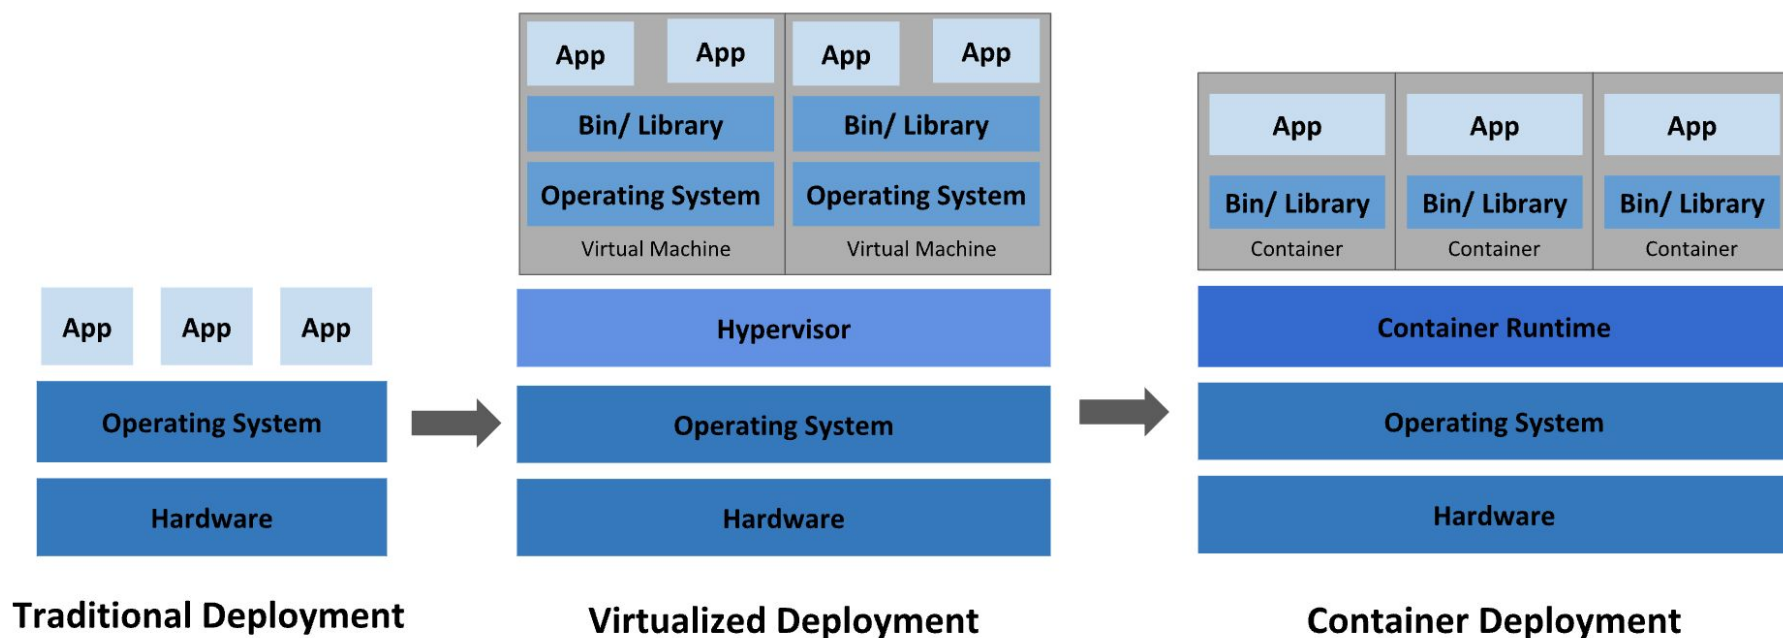 App
App
App
Operating System
Hardware
Traditional Deployment
App
App
App
App
Bin/ Library
Bin/ Library
Operating System
Operating System
Virtual Machine
Virtual Machine
Hypervisor
Operating System
Hardware
Virtualized Deployment
App
App
App
Bin/ Library
Bin/ Library
Bin/ Library
Container
Container
Container
Container Runtime
Operating System
Hardware
Container Deployment